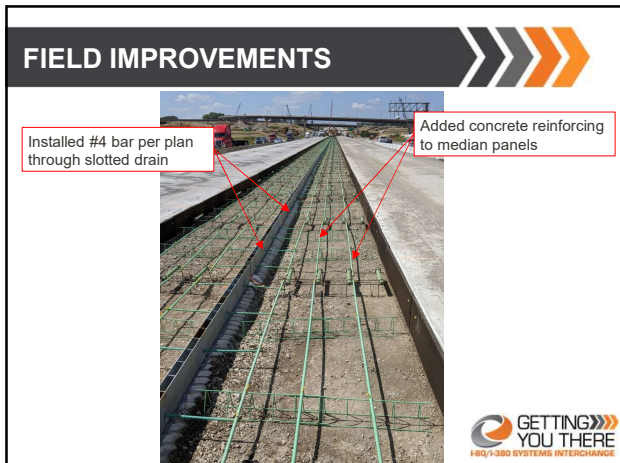 FIELD IMPROVEMENTS
Installed #4 bar per plan
through slotted drain
Added concrete reinforcing
to median panels
GETTING
YOU THERE
I-80/I-380 SYSTEMS INTERCHANGE